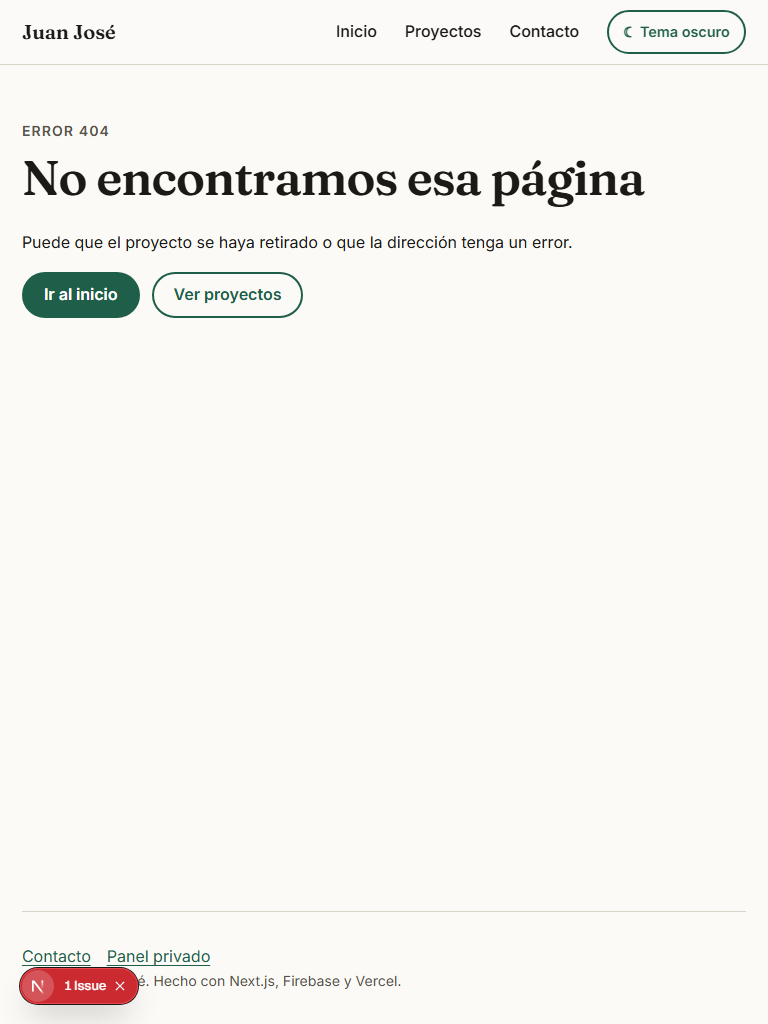 Juan José
Inicio Proyectos Contacto ☾ Tema oscuro
ERROR 404
No encontramos esa página
Puede que el proyecto se haya retirado o que la dirección tenga un error.
Ir al inicio Ver proyectos
Contacto Panel privado
é. Hecho con Next.js, Firebase y Vercel.
N 1 Issue ×